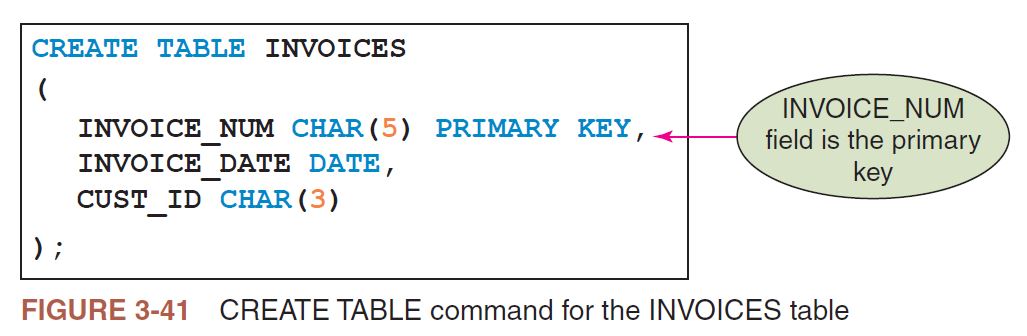 CREATE TABLE INVOICES
(
INVOICE_NUM CHAR(5) PRIMARY KEY,
INVOICE_DATE DATE,
CUST_ID CHAR(3)
);
INVOICE_NUM
field is the primary
key
FIGURE 3-41 CREATE TABLE command for the INVOICES table